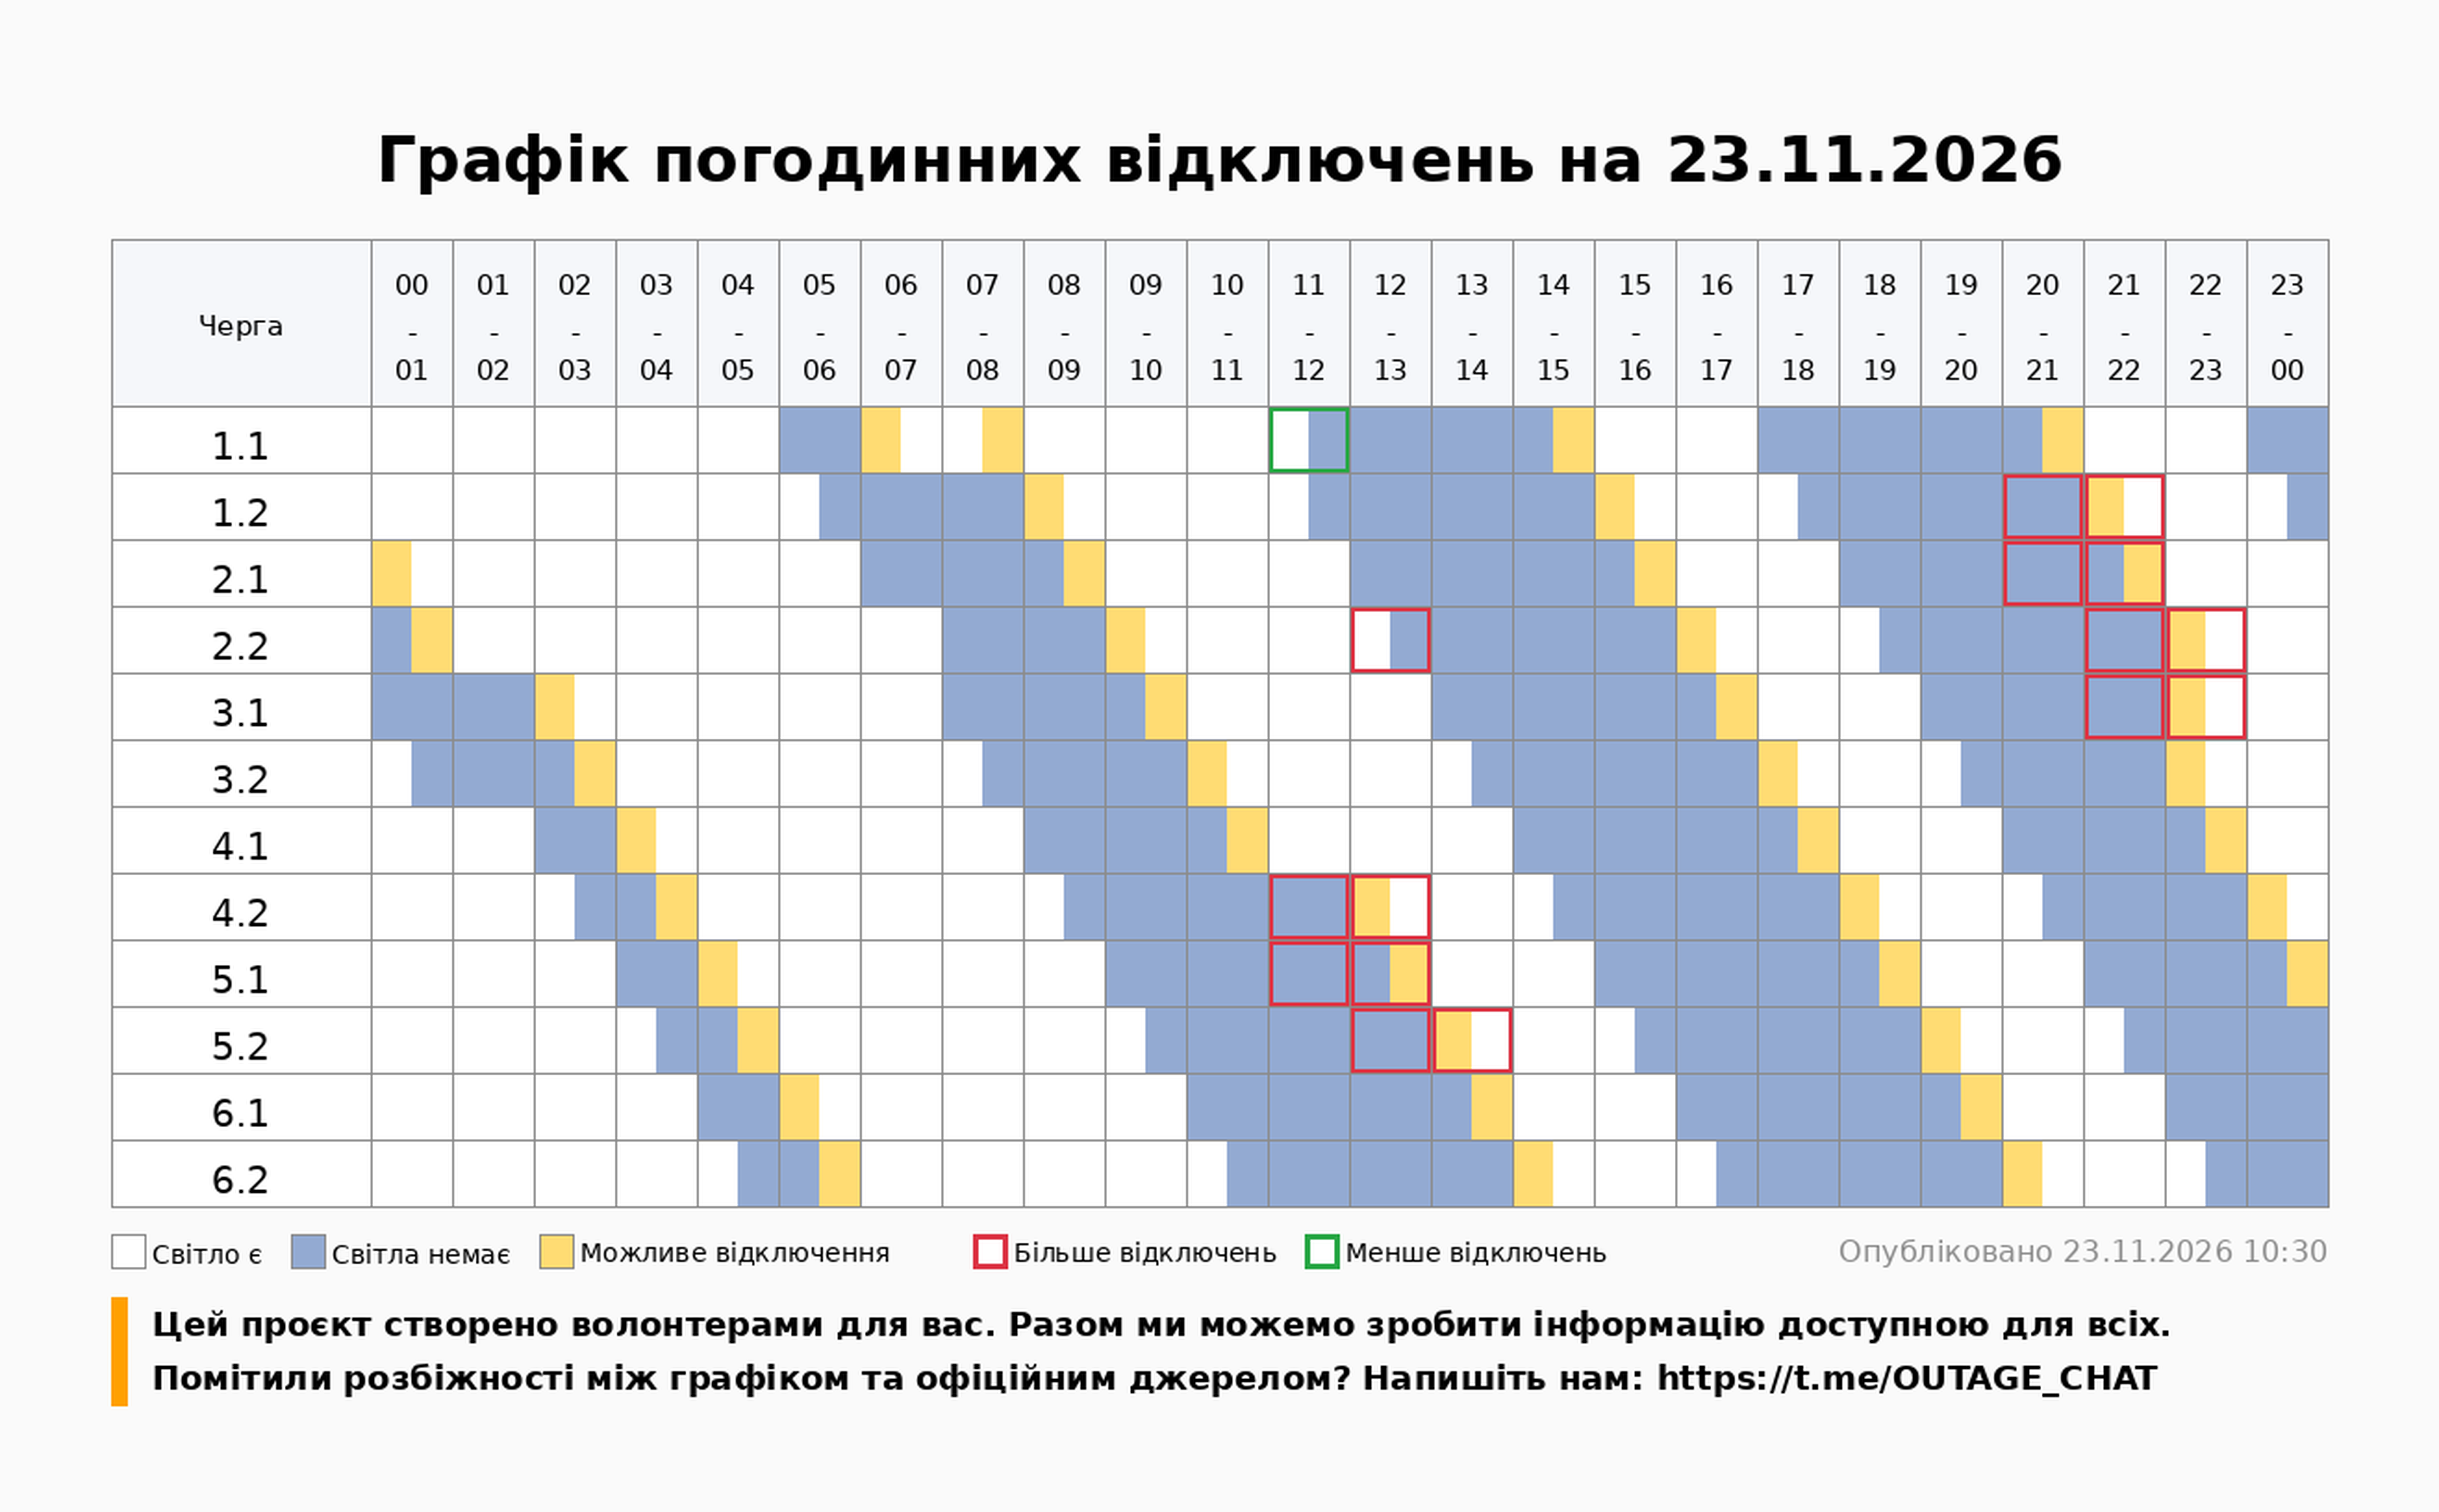 Графік погодинних відключень на 23.11.2026
Черга 00 - 01 01 - 02 02 - 03 03 - 04 04 - 05 05 - 06 06 - 07 07 - 08 08 - 09 09 - 10 10 - 11 11 - 12 12 - 13 13 - 14 14 - 15 15 - 16 16 - 17 17 - 18 18 - 19 19 - 20 20 - 21 21 - 22 22 - 23 23 - 00
1.1
1.2
2.1
2.2
3.1
3.2
4.1
4.2
5.1
5.2
6.1
6.2
Світло є Світла немає Можливе відключення Більше відключень Менше відключень Опубліковано 23.11.2026 10:30
Цей проєкт створено волонтерами для вас. Разом ми можемо зробити інформацію доступною для всіх.
Помітили розбіжності між графіком та офіційним джерелом? Напишіть нам: https://t.me/OUTAGE_CHAT